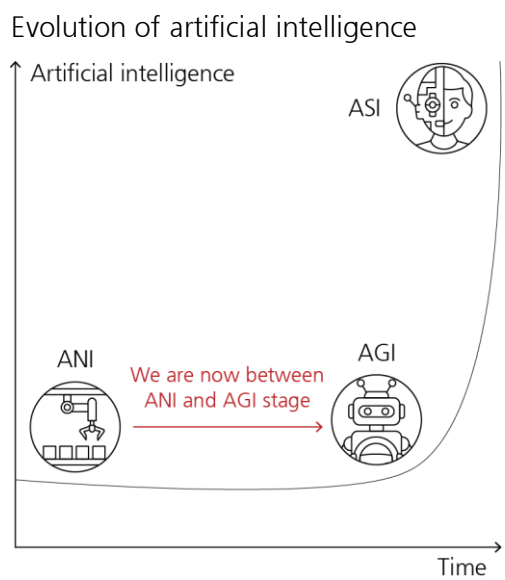 Evolution of artificial intelligence
Artificial intelligence
ASI
ANI
AGI
We are now between
ANI and AGI stage
Time